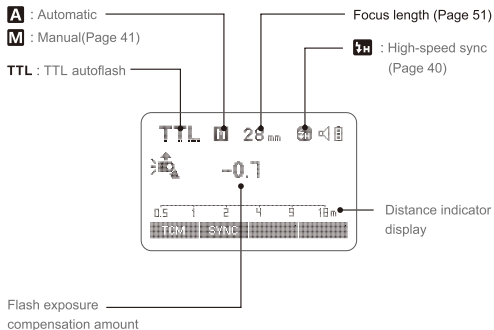 A : Automatic
M : Manual(Page 41)
TTL : TTL autoflash
Focus length (Page 51)
H : High-speed sync
(Page 40)
TTL M 28 mm
-0.7
0.5 1 2 4 9 18 m
TCM SYNC
Distance indicator
display
Flash exposure
compensation amount